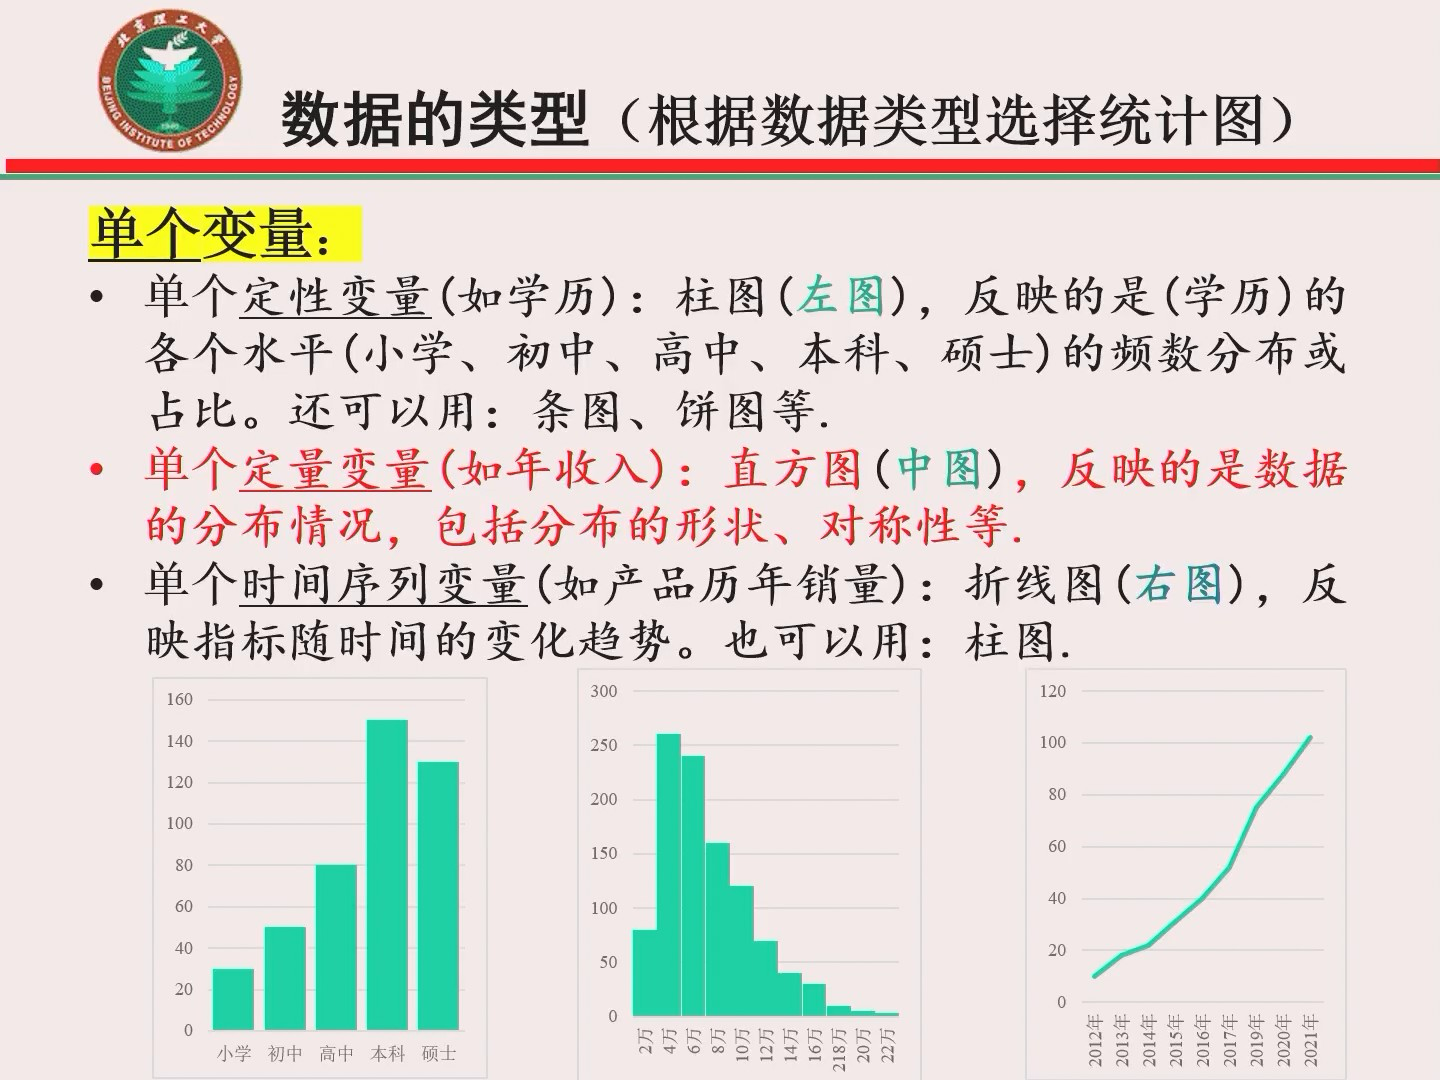 北京理工大学
BEIJING INSTITUTE OF TECHNOLOGY
1940
数据的类型（根据数据类型选择统计图）
单个变量：
• 单个定性变量(如学历)：柱图(左图)，反映的是(学历)的
各个水平(小学、初中、高中、本科、硕士)的频数分布或
占比。还可以用：条图、饼图等.
• 单个定量变量(如年收入)：直方图(中图)，反映的是数据
的分布情况，包括分布的形状、对称性等.
• 单个时间序列变量(如产品历年销量)：折线图(右图)，反
映指标随时间的变化趋势。也可以用：柱图.
160
140
120
100
80
60
40
20
0
小学 初中 高中 本科 硕士
300
250
200
150
100
50
0
2万 4万 6万 8万 10万 12万 14万 16万 218万 20万 22万
120
100
80
60
40
20
0
2012年 2013年 2014年 2015年 2016年 2017年 2019年 2020年 2021年